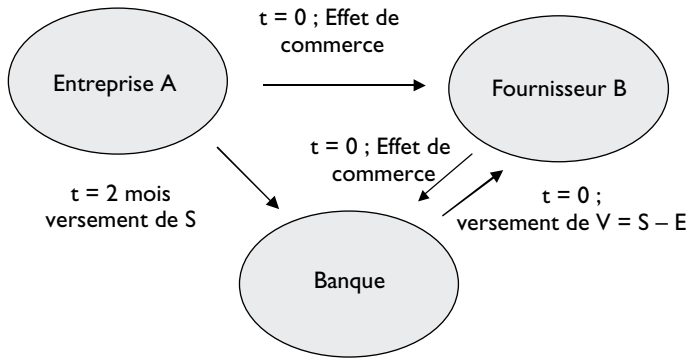 t = 0 ; Effet de
commerce
Entreprise A
Fournisseur B
t = 0 ; Effet de
commerce
t = 2 mois
versement de S
t = 0 ;
versement de V = S – E
Banque